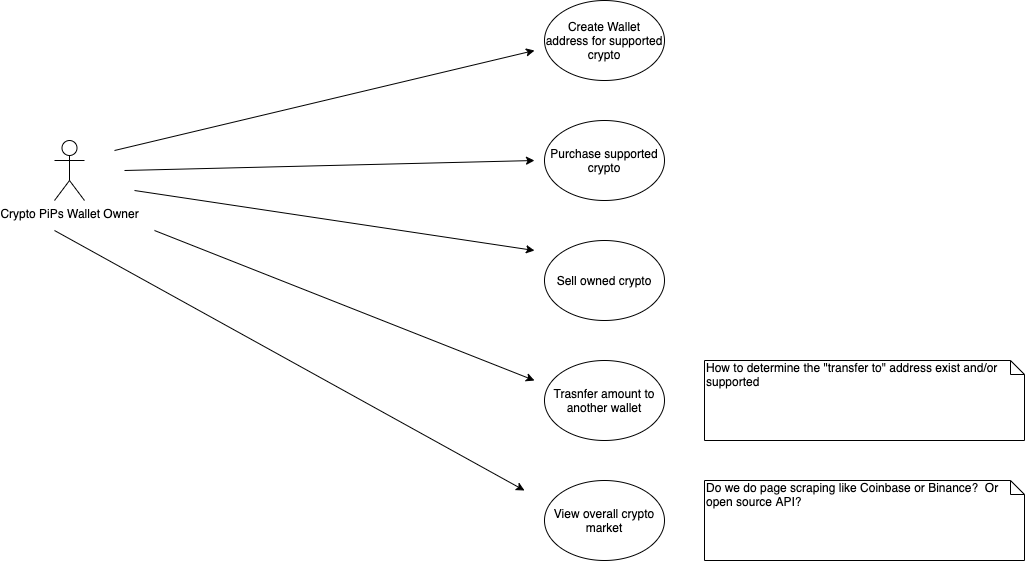 Create Wallet
address for supported
crypto
Purchase supported
crypto
Crypto PiPs Wallet Owner
Sell owned crypto
Trasnfer amount to
another wallet
How to determine the "transfer to" address exist and/or
supported
View overall crypto
market
Do we do page scraping like Coinbase or Binance?  Or
open source API?